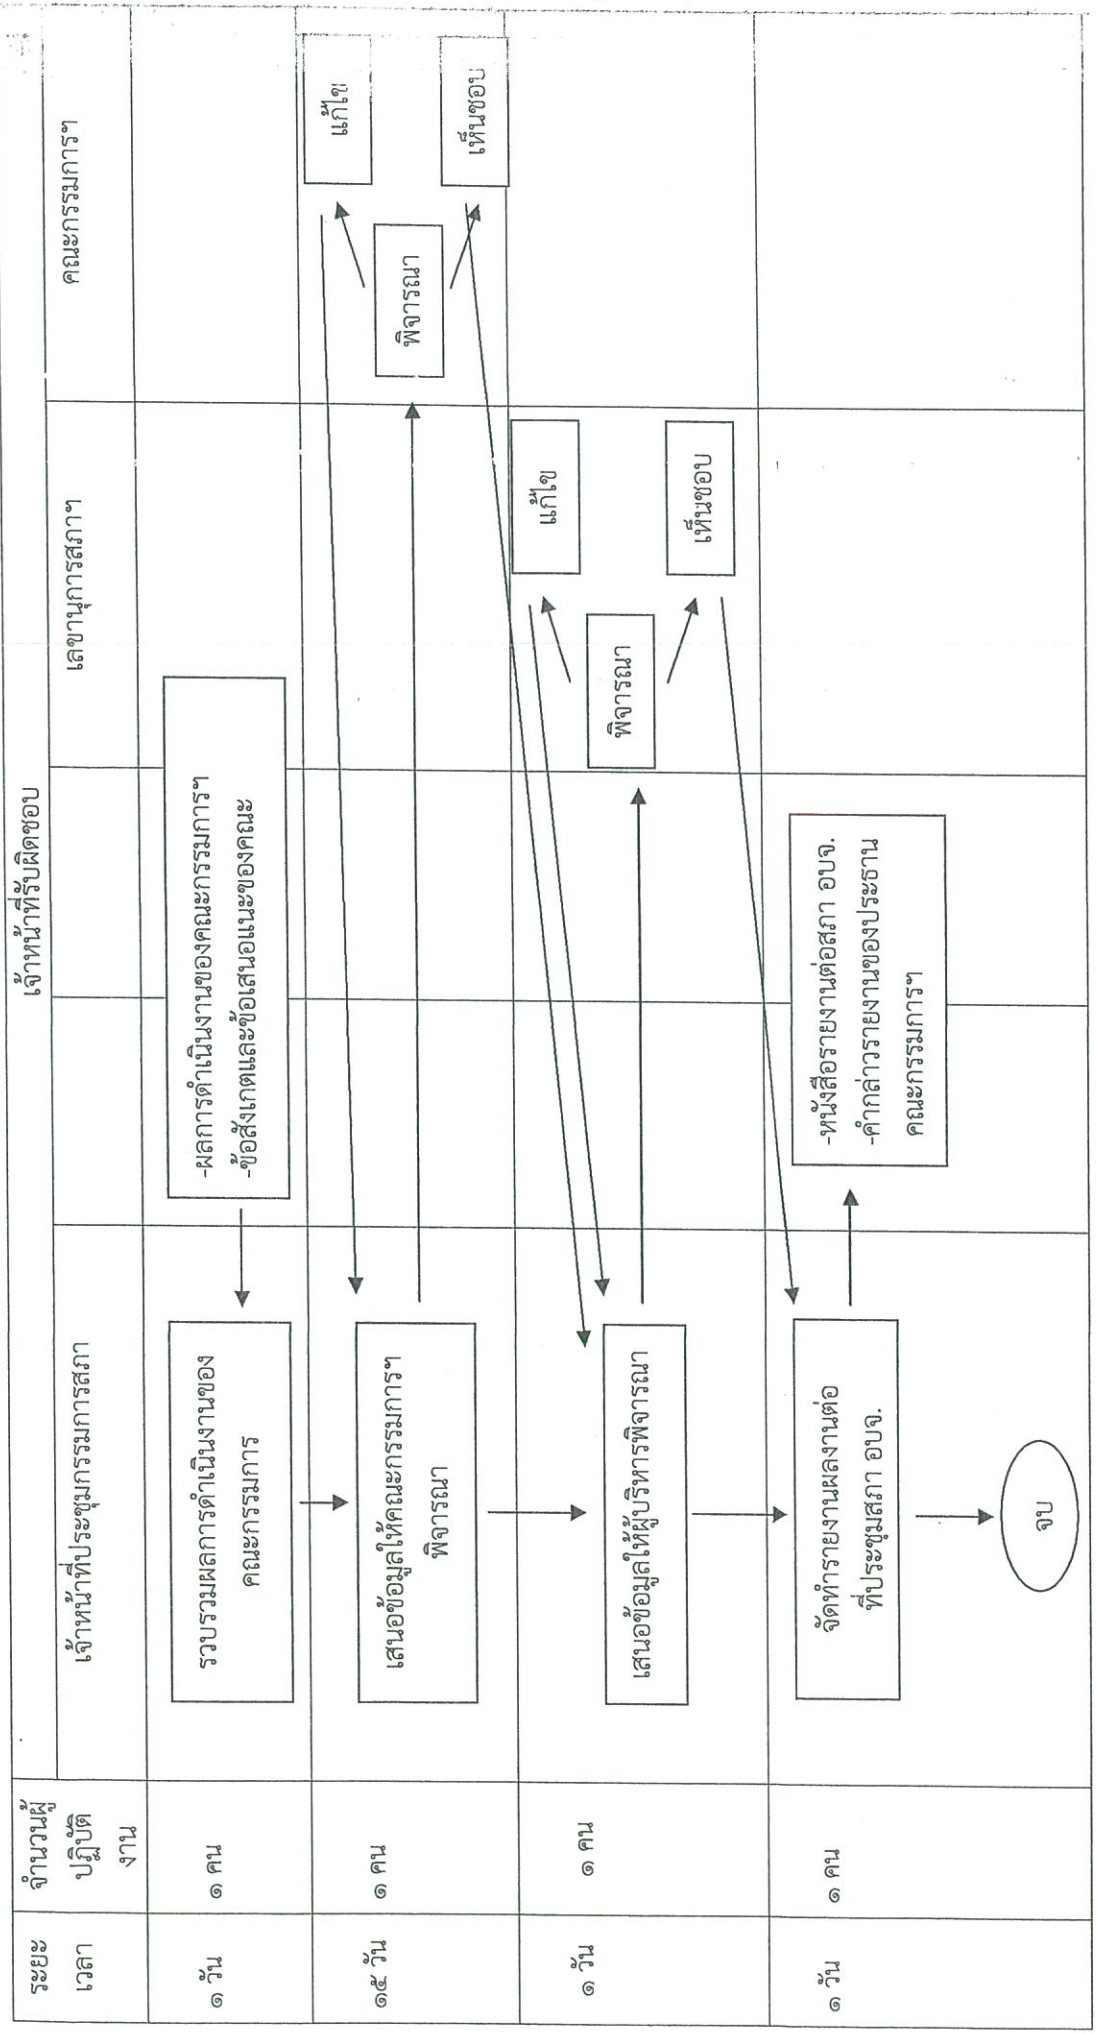 ระยะ
เวลา
จำนวนผู้
ปฏิบัติ
งาน
เจ้าหน้าที่รับผิดชอบ
เจ้าหน้าที่ประชุมกรรมการสภา
เลขานุการสภาฯ
คณะกรรมการฯ
๑ วัน
๑ คน
รวบรวมผลการดำเนินงานของ
คณะกรรมการ
-ผลการดำเนินงานของคณะกรรมการฯ
-ข้อสังเกตและข้อเสนอแนะของคณะ
๑๕ วัน
๑ คน
เสนอข้อมูลให้คณะกรรมการฯ
พิจารณา
พิจารณา
แก้ไข
เห็นชอบ
๑ วัน
๑ คน
เสนอข้อมูลให้ผู้บริหารพิจารณา
พิจารณา
แก้ไข
เห็นชอบ
๑ วัน
๑ คน
จัดทำรายงานผลงานต่อ
ที่ประชุมสภา อบจ.
-หนังสือรายงานต่อสภา อบจ.
-คำกล่าวรายงานของประธาน
คณะกรรมการฯ
จบ